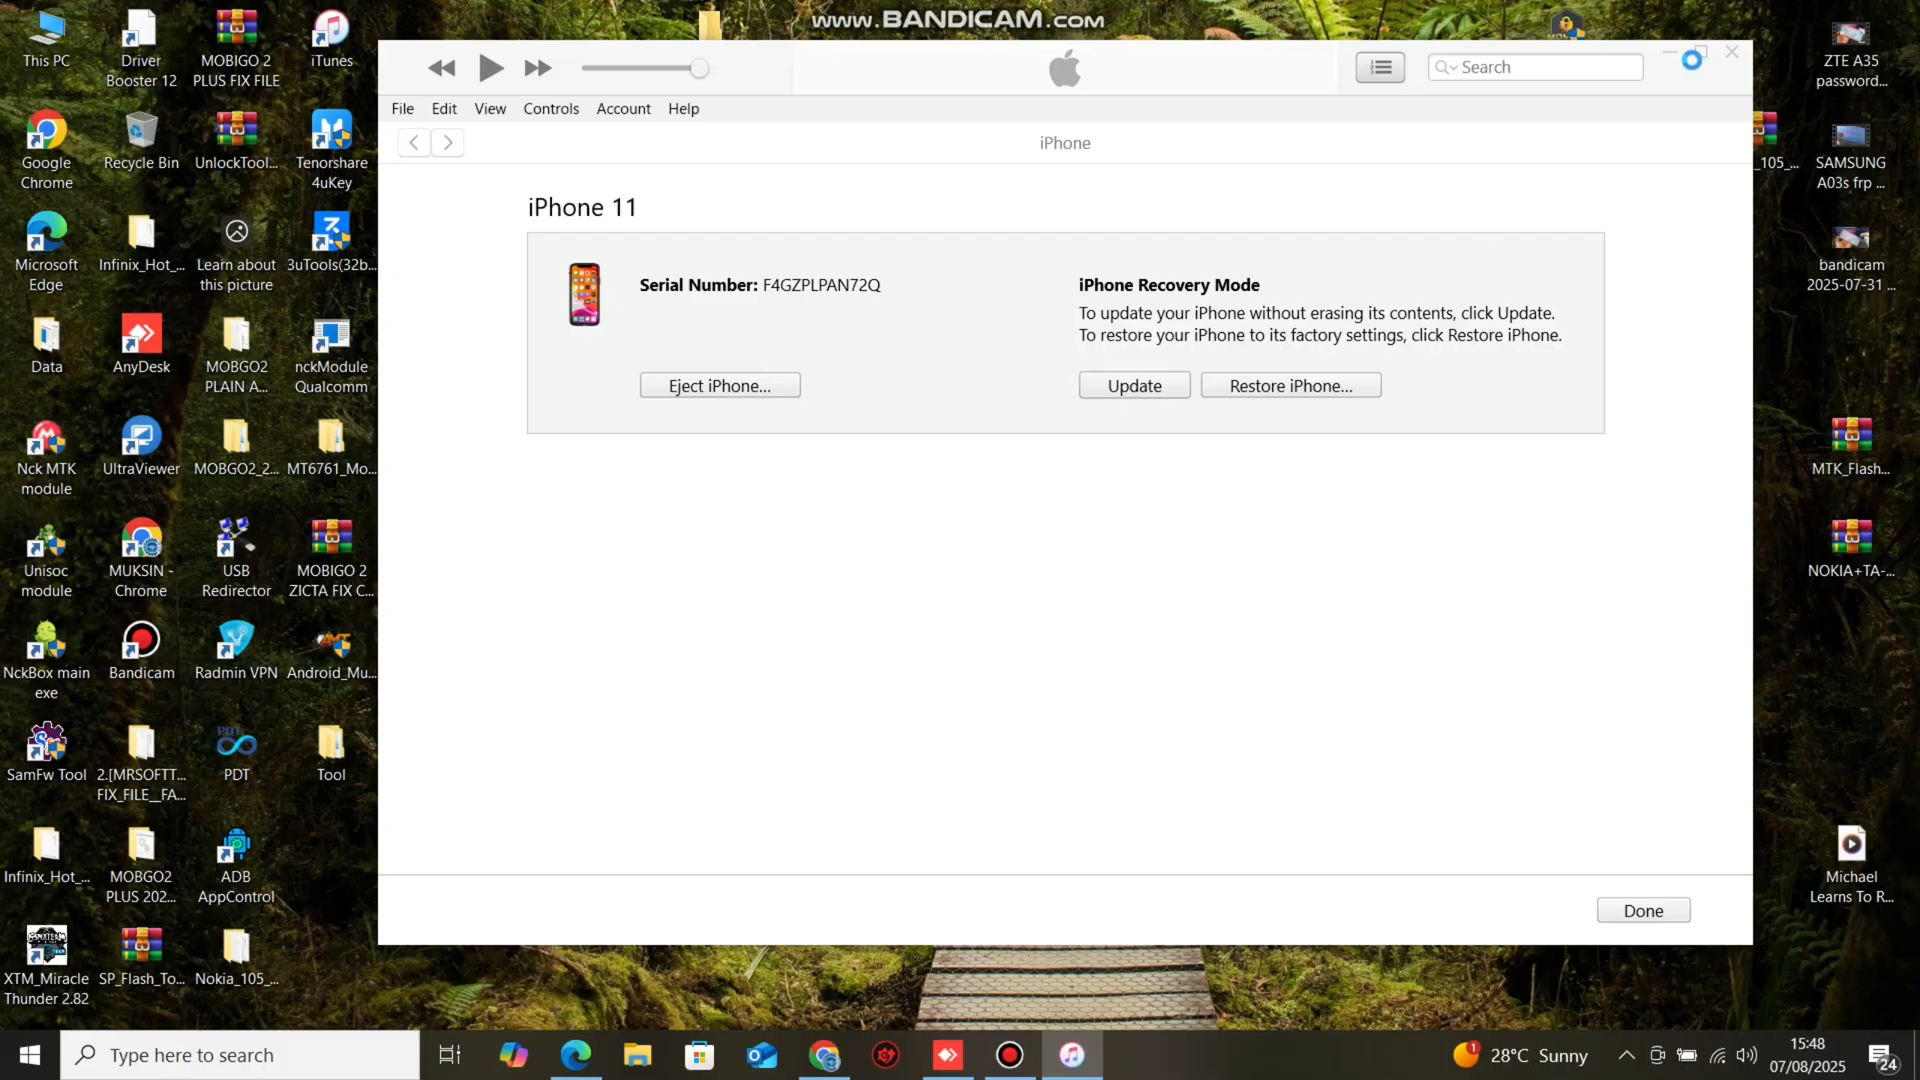 www.BANDICAM.com
This PC
Driver
Booster 12
MOBIGO 2
PLUS FIX FILE
iTunes
Google
Chrome
Recycle Bin
UnlockTool...
Tenorshare
4uKey
Microsoft
Edge
Infinix_Hot_...
Learn about
this picture
3uTools(32b...
Data
AnyDesk
MOBGO2
PLAIN A...
nckModule
Qualcomm
Nck MTK
module
UltraViewer
MOBGO2_2...
MT6761_Mo...
Unisoc
module
MUKSIN -
Chrome
USB
Redirector
MOBIGO 2
ZICTA FIX C...
NckBox main
exe
Bandicam
Radmin VPN
Android_Mu...
SamFw Tool
2.[MRSOFTT...
FIX_FILE__FA...
PDT
Tool
Infinix_Hot_...
MOBGO2
PLUS 202...
ADB
AppControl
XTM_Miracle
Thunder 2.82
SP_Flash_To...
Nokia_105_...
Search
File Edit View Controls Account Help
iPhone
iPhone 11
Serial Number: F4GZPLPAN72Q
iPhone Recovery Mode
To update your iPhone without erasing its contents, click Update.
To restore your iPhone to its factory settings, click Restore iPhone.
Eject iPhone...
Update
Restore iPhone...
Done
ZTE A35
password...
_105_...
SAMSUNG
A03s frp ...
bandicam
2025-07-31 ...
MTK_Flash...
NOKIA+TA-...
Michael
Learns To R...
Type here to search
1
28°C Sunny
15:48
07/08/2025
24